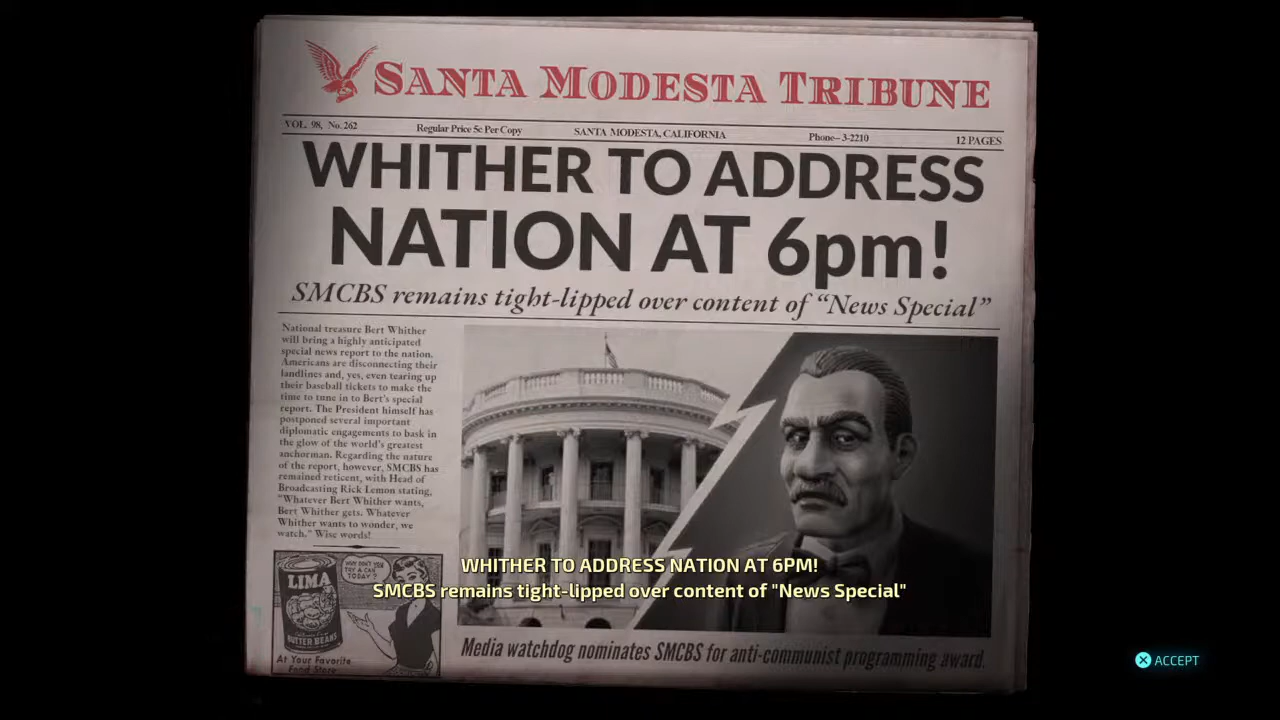 SANTA MODESTA TRIBUNE
VOL. 98, No.262 Regular Price 5c Per Copy SANTA MODESTA, CALIFORNIA Phone-3-2210 12 PAGES
WHITHER TO ADDRESS
NATION AT 6pm!
SMCBS remains tight-lipped over content of “News Special”
National treasure Bert Whither
will being a highly anticipated
special news report to the nation.
Americans are disconnecting their
landlines and, yes, even tearing up
their baseball tickets to make the
time to tune in to Bert's special
report. The President himself has
postponed several important
diplomatic engagements to bask in
the glow of the world's greatest
anchorman. Regarding the nature
of the report, however, SMCBS has
remained reticent, with Head of
Broadcasting Rick Lemon stating,
"Whatever Bert Whither wants,
Bert Whither gets. Whatever
Whither wants to wonder, we
watch." Wise words!
WHY DON'T YOU
TRY A CAN
TODAY?
LIMA
BUTTER BEANS
At Your Favorite
Food Store
WHITHER TO ADDRESS NATION AT 6PM!
SMCBS remains tight-lipped over content of "News Special"
Media watchdog nominates SMCBS for anti-communist programming award.
ACCEPT